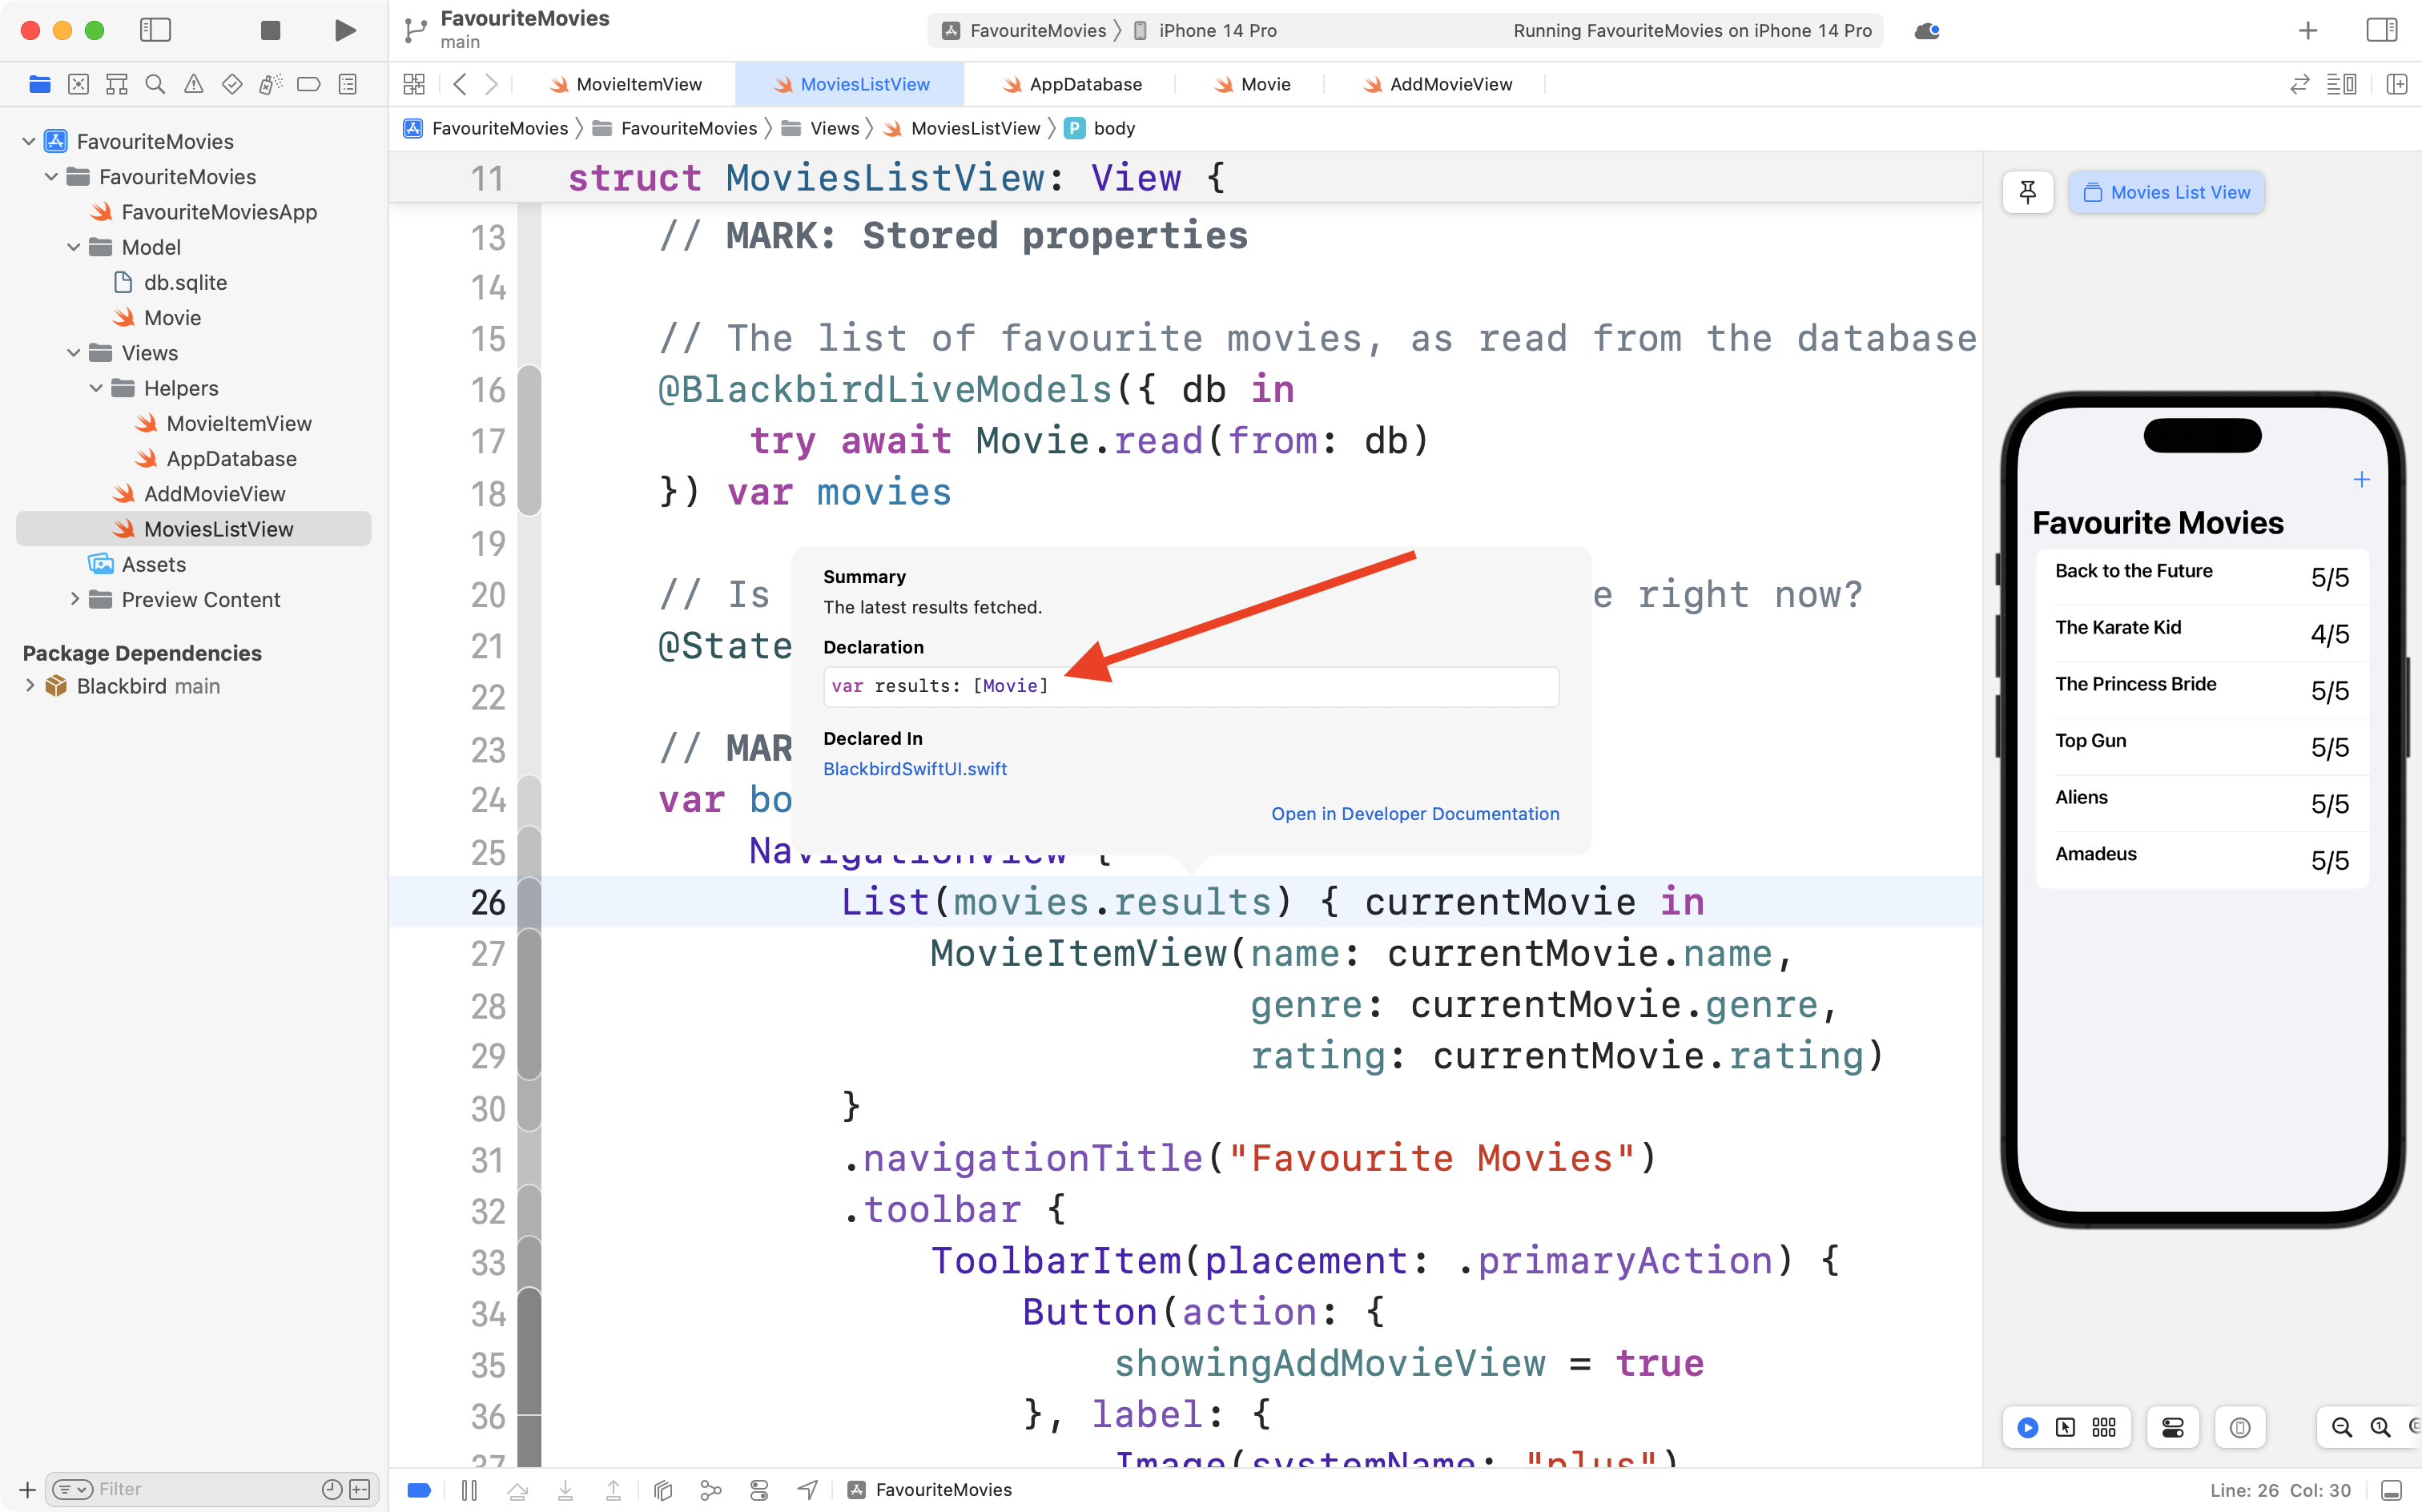 FavouriteMovies
main
FavouriteMovies
iPhone 14 Pro
Running FavouriteMovies on iPhone 14 Pro
MovieItemView
MoviesListView
AppDatabase
Movie
AddMovieView
FavouriteMovies
FavouriteMovies
Views
MoviesListView
P
body
FavouriteMovies
FavouriteMovies
FavouriteMoviesApp
Model
db.sqlite
Movie
Views
Helpers
MovieItemView
AppDatabase
AddMovieView
MoviesListView
Assets
Preview Content
Package Dependencies
Blackbird main
Filter
11 struct MoviesListView: View {
13 // MARK: Stored properties
14
15 // The list of favourite movies, as read from the database
16 @BlackbirdLiveModels({ db in
17 try await Movie.read(from: db)
18 }) var movies
19
20 // Is e right now?
21 @State
22
23 // MAR
24 var bo
25 NavigationView {
26 List(movies.results) { currentMovie in
27 MovieItemView(name: currentMovie.name,
28 genre: currentMovie.genre,
29 rating: currentMovie.rating)
30 }
31 .navigationTitle("Favourite Movies")
32 .toolbar {
33 ToolbarItem(placement: .primaryAction) {
34 Button(action: {
35 showingAddMovieView = true
36 }, label: {
37 Image(systemName: "plus")
Summary
The latest results fetched.
Declaration
var results: [Movie]
Declared In
BlackbirdSwiftUI.swift
Open in Developer Documentation
Movies List View
Favourite Movies
Back to the Future 5/5
The Karate Kid 4/5
The Princess Bride 5/5
Top Gun 5/5
Aliens 5/5
Amadeus 5/5
FavouriteMovies
Line: 26 Col: 30